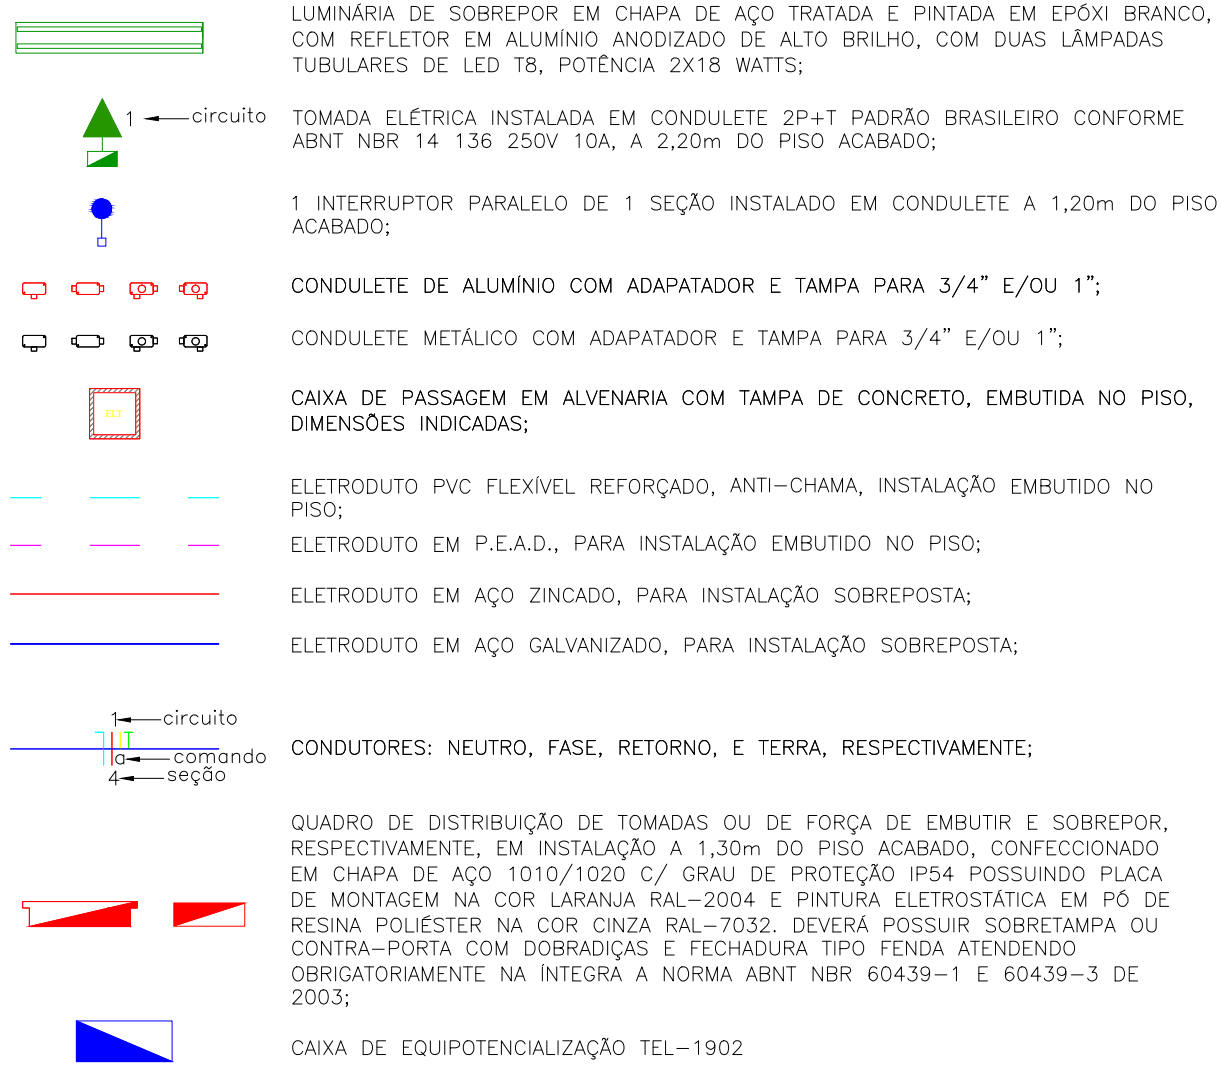 LUMINÁRIA DE SOBREPOR EM CHAPA DE AÇO TRATADA E PINTADA EM EPÓXI BRANCO,
COM REFLETOR EM ALUMÍNIO ANODIZADO DE ALTO BRILHO, COM DUAS LÂMPADAS
TUBULARES DE LED T8, POTÊNCIA 2X18 WATTS;
1 circuito
TOMADA ELÉTRICA INSTALADA EM CONDULETE 2P+T PADRÃO BRASILEIRO CONFORME
ABNT NBR 14 136 250V 10A, A 2,20m DO PISO ACABADO;
1 INTERRUPTOR PARALELO DE 1 SEÇÃO INSTALADO EM CONDULETE A 1,20m DO PISO
ACABADO;
CONDULETE DE ALUMÍNIO COM ADAPATADOR E TAMPA PARA 3/4" E/OU 1";
CONDULETE METÁLICO COM ADAPATADOR E TAMPA PARA 3/4" E/OU 1";
ELT
CAIXA DE PASSAGEM EM ALVENARIA COM TAMPA DE CONCRETO, EMBUTIDA NO PISO,
DIMENSÕES INDICADAS;
ELETRODUTO PVC FLEXÍVEL REFORÇADO, ANTI-CHAMA, INSTALAÇÃO EMBUTIDO NO
PISO;
ELETRODUTO EM P.E.A.D., PARA INSTALAÇÃO EMBUTIDO NO PISO;
ELETRODUTO EM AÇO ZINCADO, PARA INSTALAÇÃO SOBREPOSTA;
ELETRODUTO EM AÇO GALVANIZADO, PARA INSTALAÇÃO SOBREPOSTA;
1 circuito
a comando
4 seção
CONDUTORES: NEUTRO, FASE, RETORNO, E TERRA, RESPECTIVAMENTE;
QUADRO DE DISTRIBUIÇÃO DE TOMADAS OU DE FORÇA DE EMBUTIR E SOBREPOR,
RESPECTIVAMENTE, EM INSTALAÇÃO A 1,30m DO PISO ACABADO, CONFECCIONADO
EM CHAPA DE AÇO 1010/1020 C/ GRAU DE PROTEÇÃO IP54 POSSUINDO PLACA
DE MONTAGEM NA COR LARANJA RAL-2004 E PINTURA ELETROSTÁTICA EM PÓ DE
RESINA POLIÉSTER NA COR CINZA RAL-7032. DEVERÁ POSSUIR SOBRETAMPA OU
CONTRA-PORTA COM DOBRADIÇAS E FECHADURA TIPO FENDA ATENDENDO
OBRIGATORIAMENTE NA ÍNTEGRA A NORMA ABNT NBR 60439-1 E 60439-3 DE
2003;
CAIXA DE EQUIPOTENCIALIZAÇÃO TEL-1902